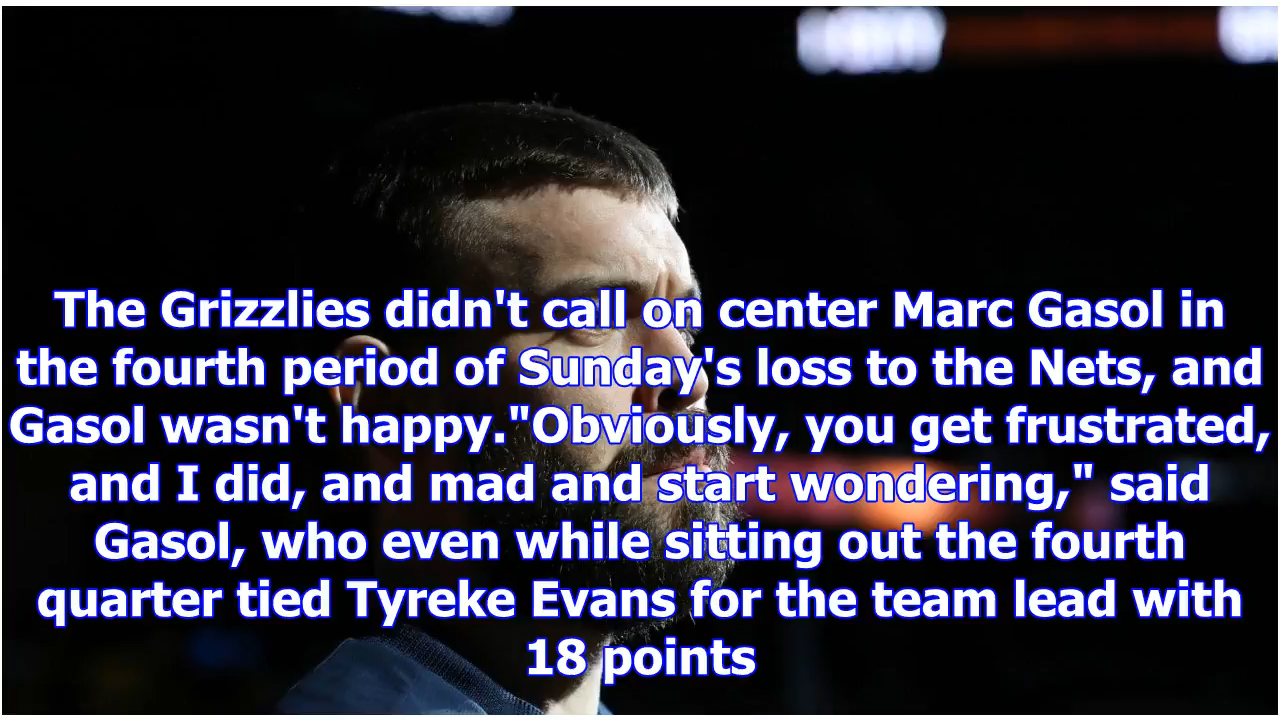 The Grizzlies didn't call on center Marc Gasol in
the fourth period of Sunday's loss to the Nets, and
Gasol wasn't happy."Obviously, you get frustrated,
and I did, and mad and start wondering," said
Gasol, who even while sitting out the fourth
quarter tied Tyreke Evans for the team lead with
18 points